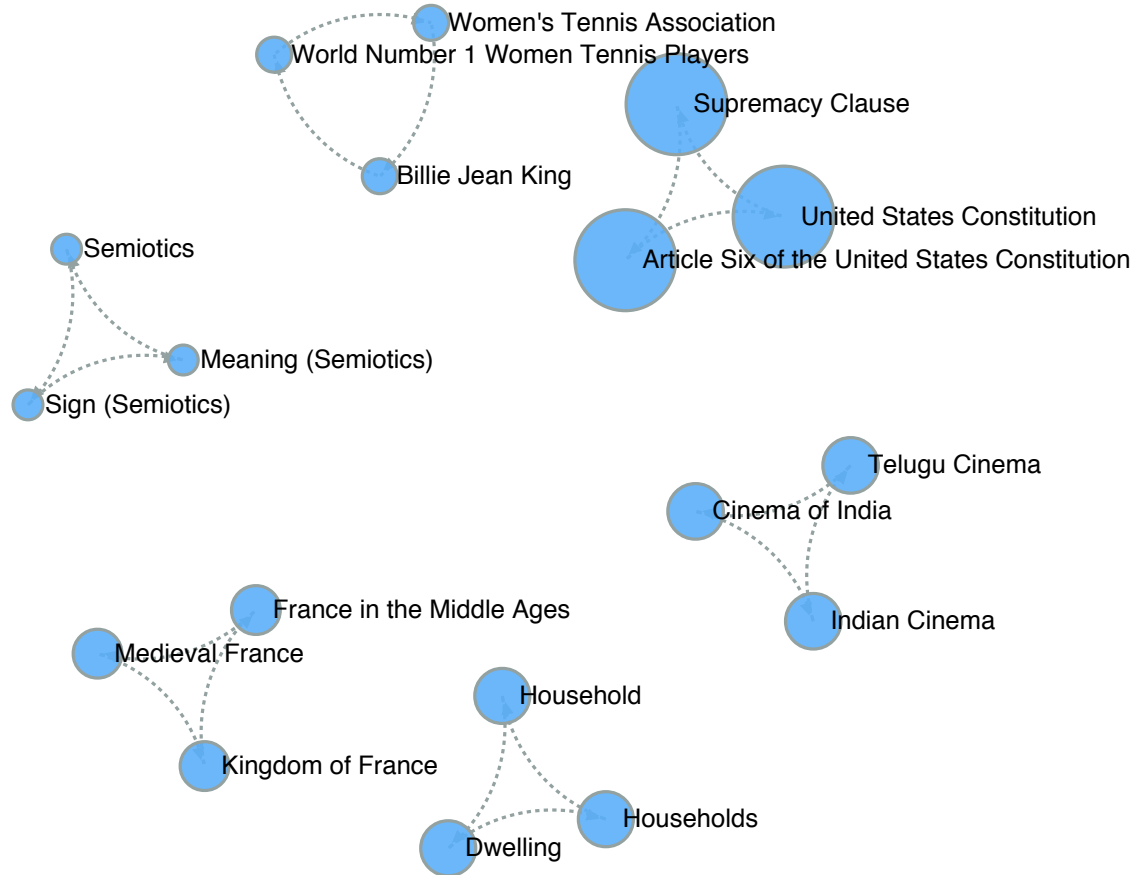 Women's Tennis Association
World Number 1 Women Tennis Players
Supremacy Clause
Billie Jean King
United States Constitution
Semiotics
Article Six of the United States Constitution
Meaning (Semiotics)
Sign (Semiotics)
Telugu Cinema
Cinema of India
France in the Middle Ages
Indian Cinema
Medieval France
Household
Kingdom of France
Households
Dwelling